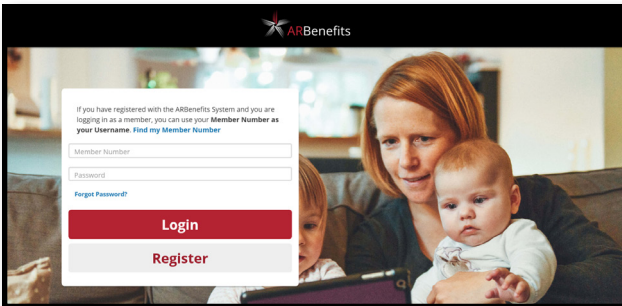 ARBenefits
If you have registered with the ARBenefits System and you are
logging in as a member, you can use your Member Number as
your Username. Find my Member Number
Member Number
Password
Forgot Password?
Login
Register